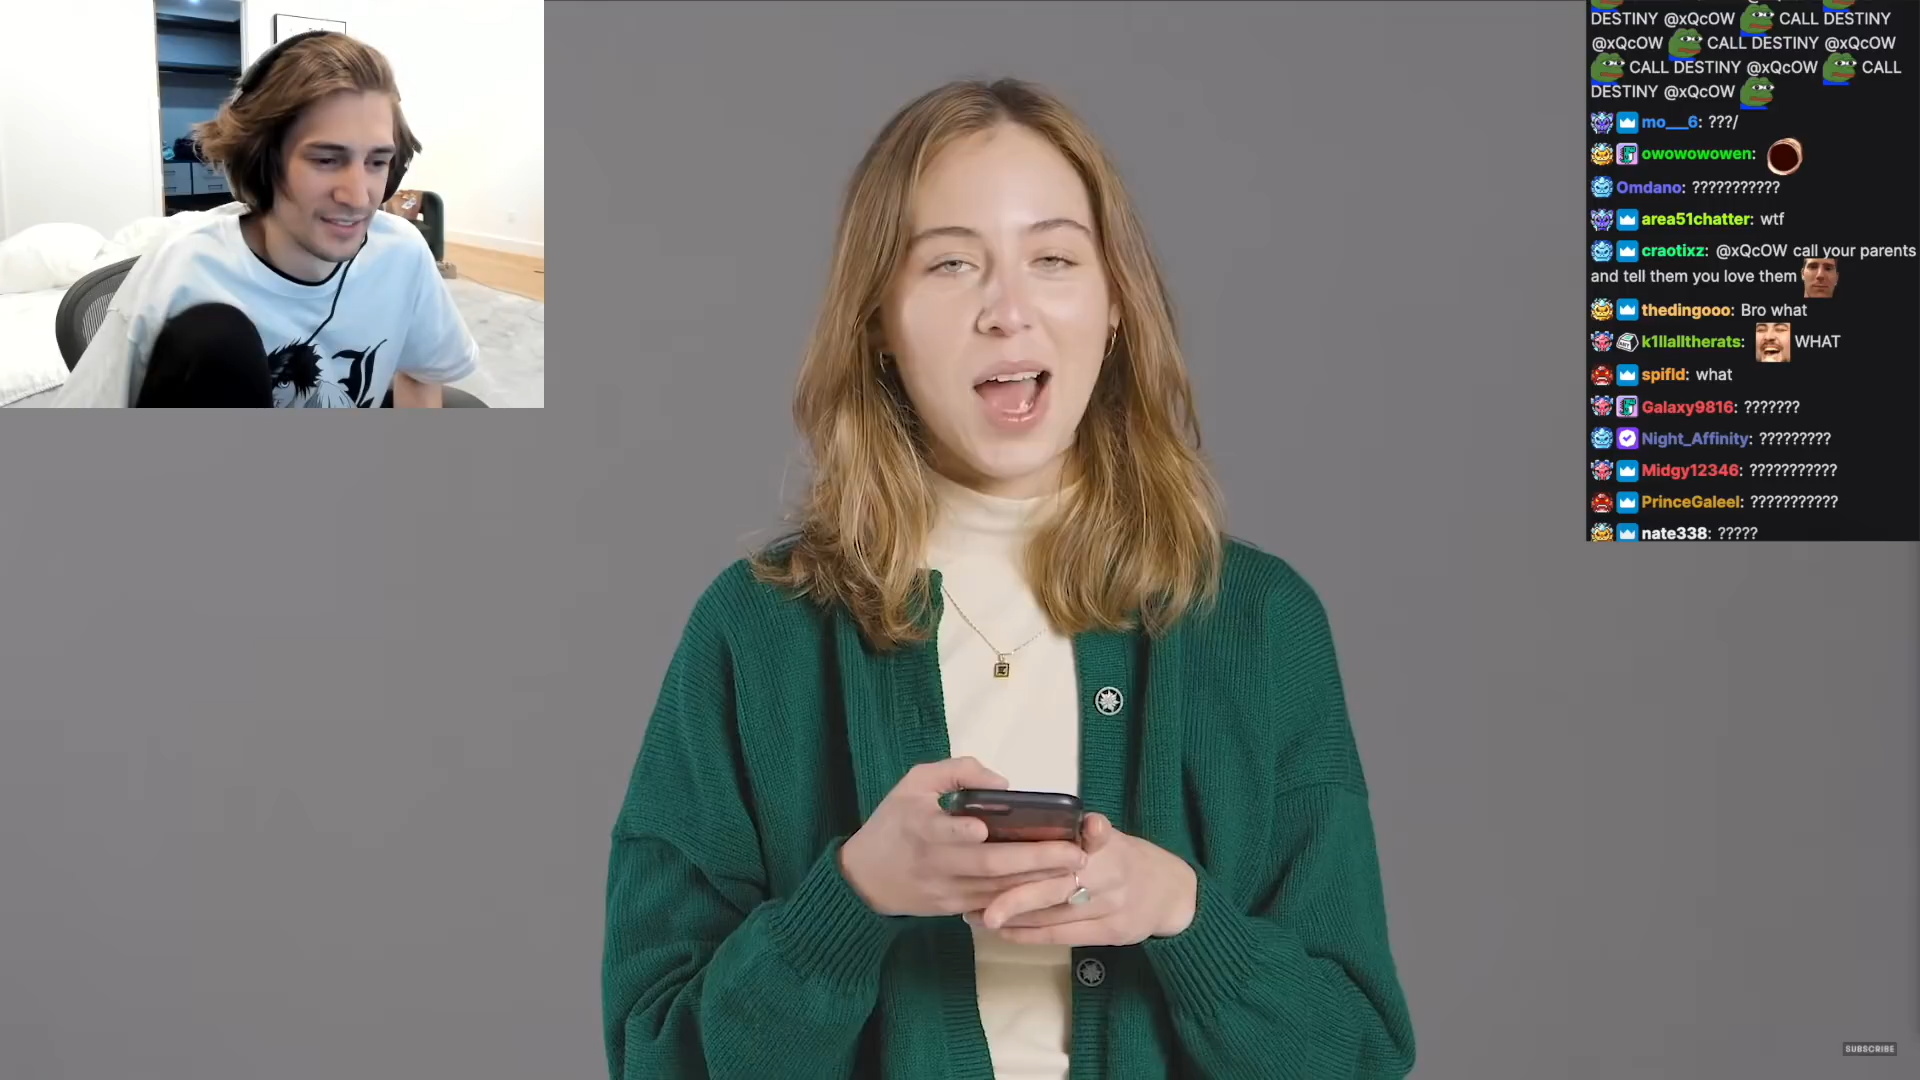 DESTINY @xQcOW CALL DESTINY
@xQcOW CALL DESTINY @xQcOW
CALL DESTINY @xQcOW CALL
DESTINY @xQcOW
mo___6: ???/
owowowowen:
Omdano: ???????????
area51chatter: wtf
craotixz: @xQcOW call your parents
and tell them you love them
thedingooo: Bro what
k1llalltherats: WHAT
spifld: what
Galaxy9816: ???????
Night_Affinity: ?????????
Midgy12346: ???????????
PrinceGaleel: ???????????
nate338: ?????
SUBSCRIBE